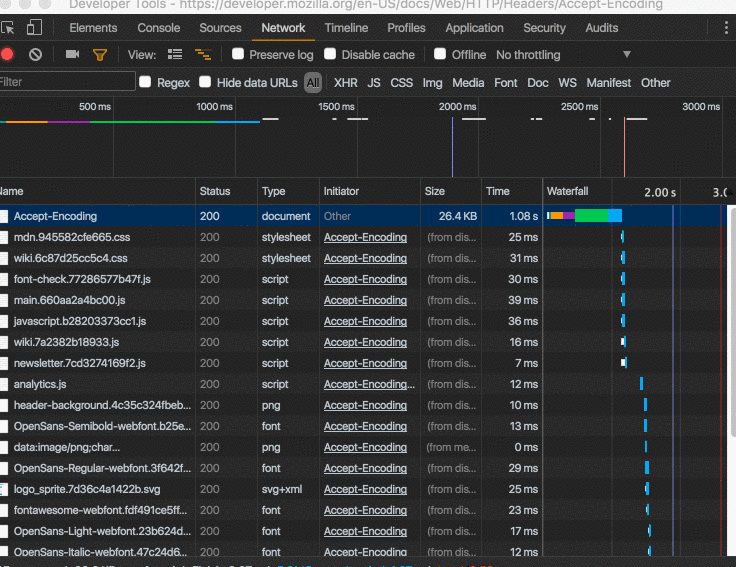 Developer Tools - https://developer.mozilla.org/en-US/docs/Web/HTTP/Headers/Accept-Encoding
Elements Console Sources Network Timeline Profiles Application Security Audits
View: Preserve log Disable cache Offline No throttling
Filter Regex Hide data URLs All XHR JS CSS Img Media Font Doc WS Manifest Other
500 ms 1000 ms 1500 ms 2000 ms 2500 ms 3000 ms
Name Status Type Initiator Size Time Waterfall 2.00 s 3.0
Accept-Encoding 200 document Other 26.4 KB 1.08 s
mdn.945582cfe665.css 200 stylesheet Accept-Encoding (from dis... 25 ms
wiki.6c87d25cc5c4.css 200 stylesheet Accept-Encoding (from dis... 31 ms
font-check.77286577b47f.js 200 script Accept-Encoding (from dis... 30 ms
main.660aa2a4bc00.js 200 script Accept-Encoding (from dis... 39 ms
javascript.b28203373cc1.js 200 script Accept-Encoding (from dis... 36 ms
wiki.7a2382b18933.js 200 script Accept-Encoding (from dis... 16 ms
newsletter.7cd3274169f2.js 200 script Accept-Encoding (from dis... 7 ms
analytics.js 200 script Accept-Encoding... (from dis... 12 ms
header-background.4c35c324fbeb... 200 png Accept-Encoding (from dis... 10 ms
OpenSans-Semibold-webfont.b25e... 200 font Accept-Encoding (from dis... 13 ms
data:image/png;char... 200 png Accept-Encoding (from me... 0 ms
OpenSans-Regular-webfont.3f642f... 200 font Accept-Encoding (from dis... 29 ms
logo_sprite.7d36c4a1422b.svg 200 svg+xml Accept-Encoding (from dis... 25 ms
fontawesome-webfont.fdf491ce5ff... 200 font Accept-Encoding (from dis... 23 ms
OpenSans-Light-webfont.23b624d... 200 font Accept-Encoding (from dis... 17 ms
OpenSans-Italic-webfont.47c24d6... 200 font Accept-Encoding (from dis... 12 ms